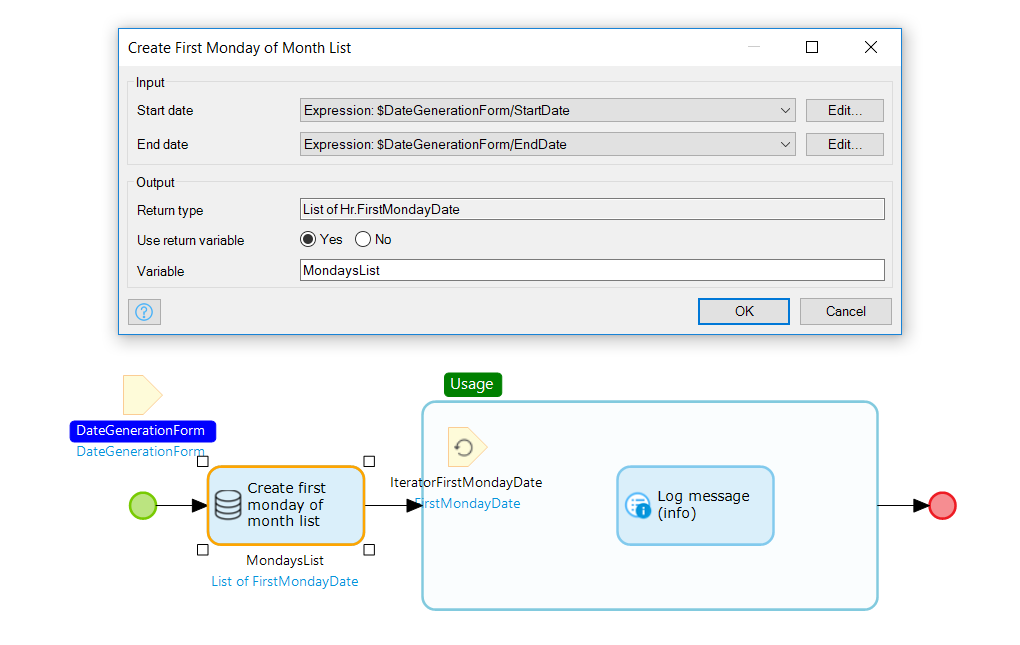 Create First Monday of Month List
Input
Start date
Expression: $DateGenerationForm/StartDate
Edit...
End date
Expression: $DateGenerationForm/EndDate
Edit...
Output
Return type
List of Hr.FirstMondayDate
Use return variable
Yes
No
Variable
MondaysList
?
OK
Cancel
Usage
DateGenerationForm
DateGenerationForm
IteratorFirstMondayDate
FirstMondayDate
Create first
monday of
month list
Log message
(info)
MondaysList
List of FirstMondayDate